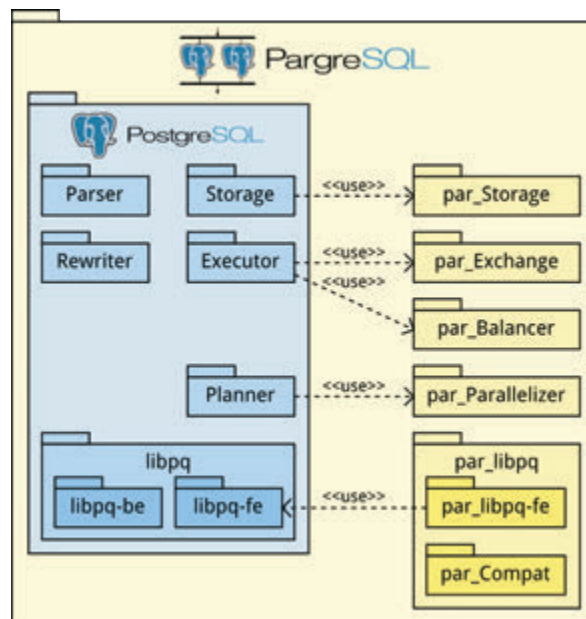 PargreSQL
PostgreSQL
Parser
Storage
<<use>>
par_Storage
Rewriter
Executor
<<use>>
par_Exchange
<<use>>
par_Balancer
Planner
<<use>>
par_Parallelizer
libpq
par_libpq
libpq-be
libpq-fe
<<use>>
par_libpq-fe
par_Compat